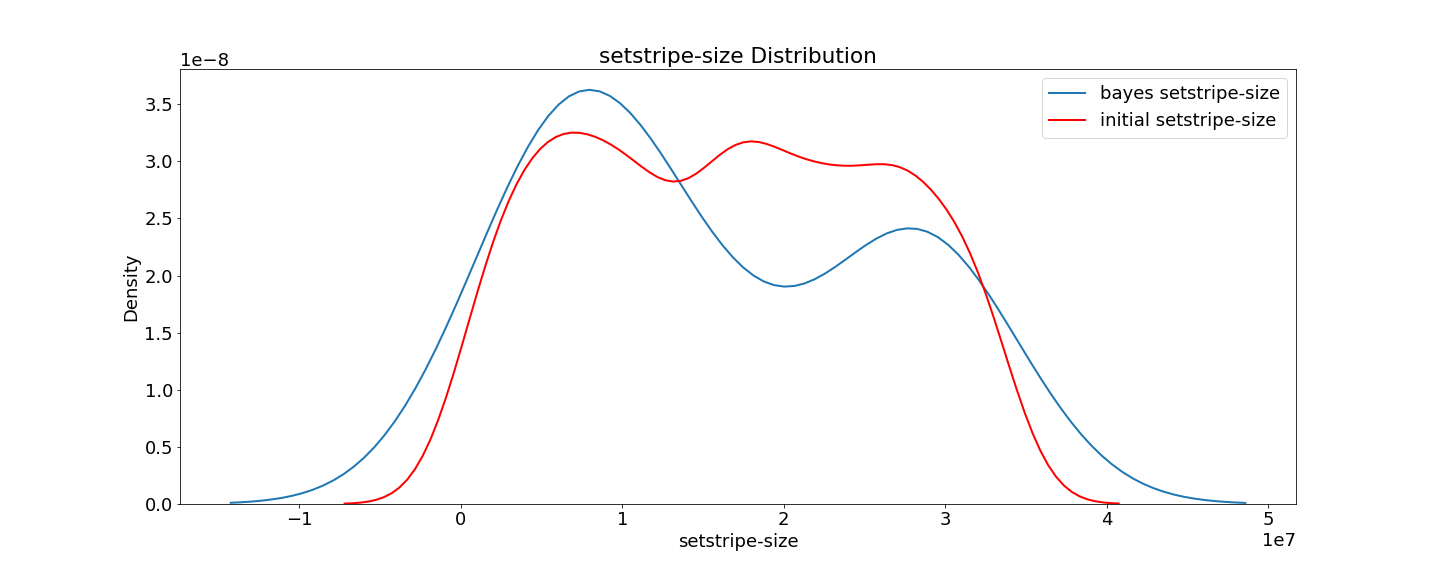 setstripe-size Distribution
1e−8
bayes setstripe-size
initial setstripe-size
3.5
3.0
2.5
2.0
1.5
1.0
0.5
0.0
Density
−1
0
1
2
3
4
5
1e7
setstripe-size